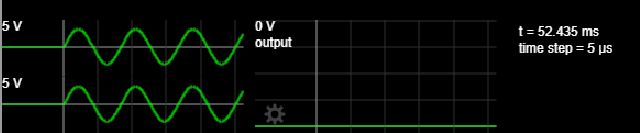 5 V
5 V
0 V
output
t = 52.435 ms
time step = 5 µs